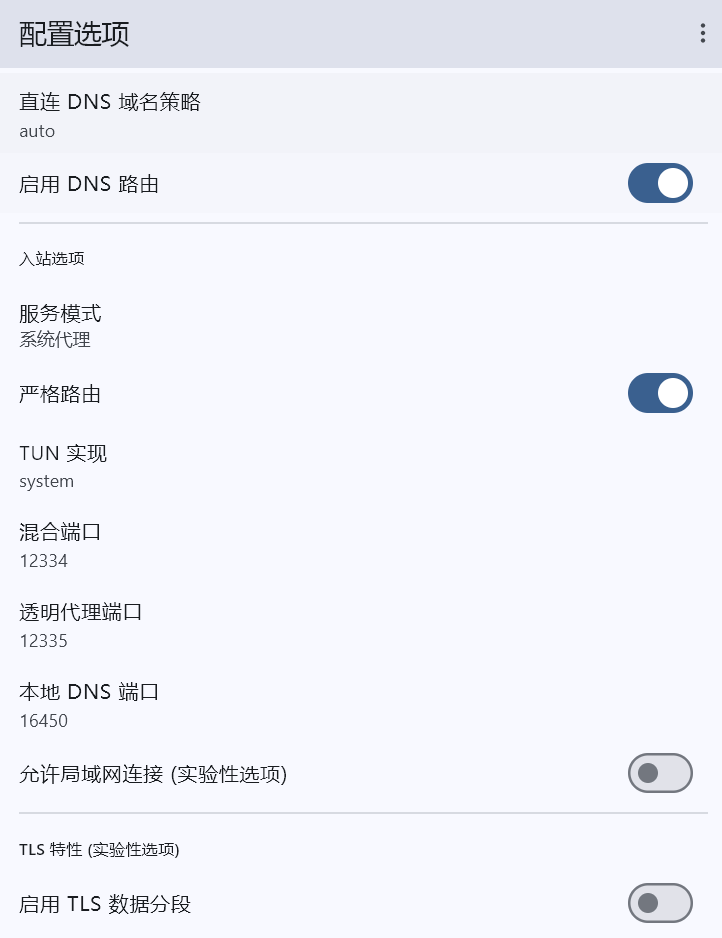 配置选项
直连 DNS 域名策略
auto
启用 DNS 路由
入站选项
服务模式
系统代理
严格路由
TUN 实现
system
混合端口
12334
透明代理端口
12335
本地 DNS 端口
16450
允许局域网连接 (实验性选项)
TLS 特性 (实验性选项)
启用 TLS 数据分段